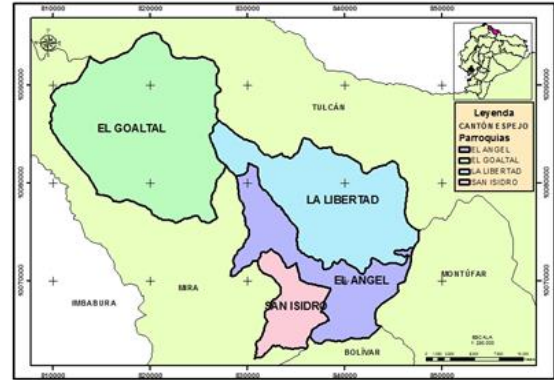 810000 820000 830000 840000 850000
TULCÁN
EL GOALTAL
LA LIBERTAD
EL ANGEL
SAN ISIDRO
MONTÚFAR
MIRA
IMBABURA
BOLÍVAR
Leyenda
CANTÓN ESPEJO
Parroquias
EL ANGEL
EL GOALTAL
LA LIBERTAD
SAN ISIDRO
ESCALA
810000 820000 830000 840000 850000